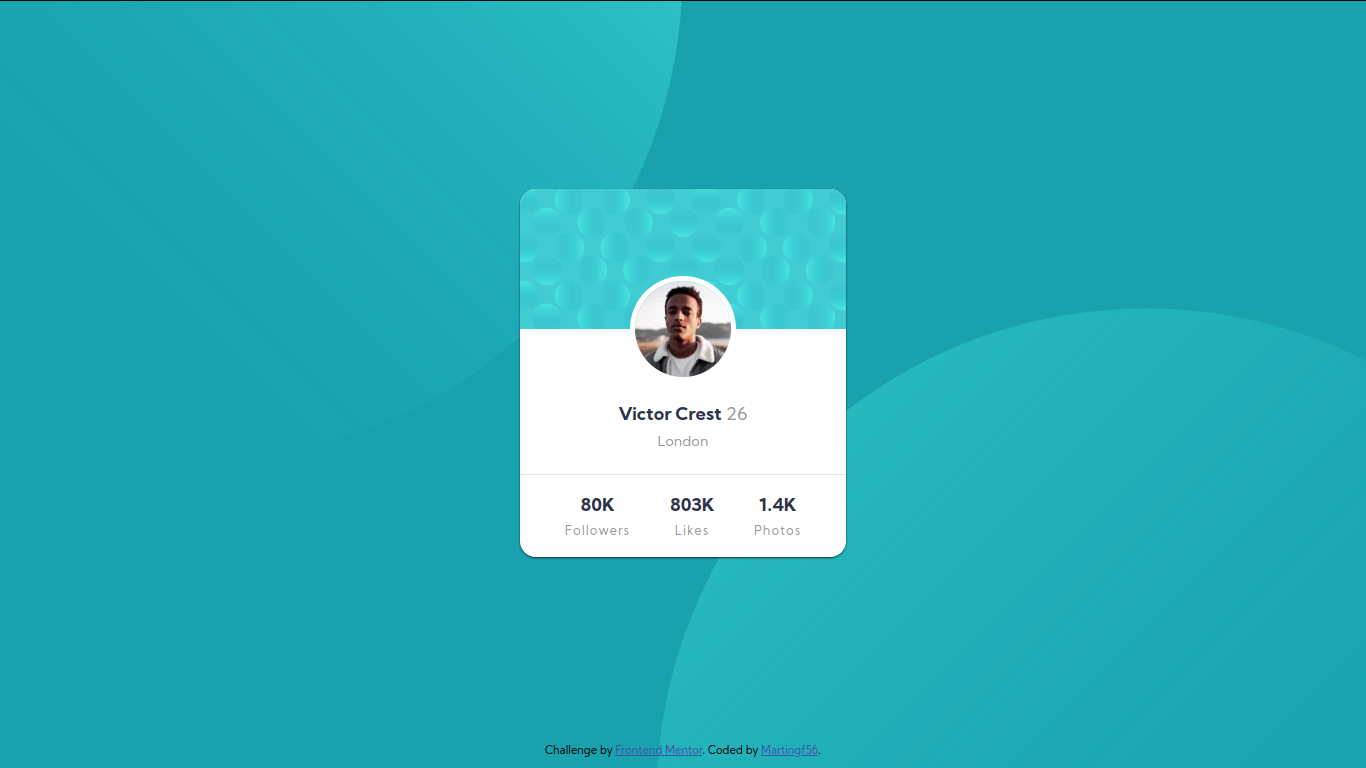 Victor Crest 26
London
80K 803K 1.4K
Followers Likes Photos
Challenge by Frontend Mentor. Coded by Martingf56.